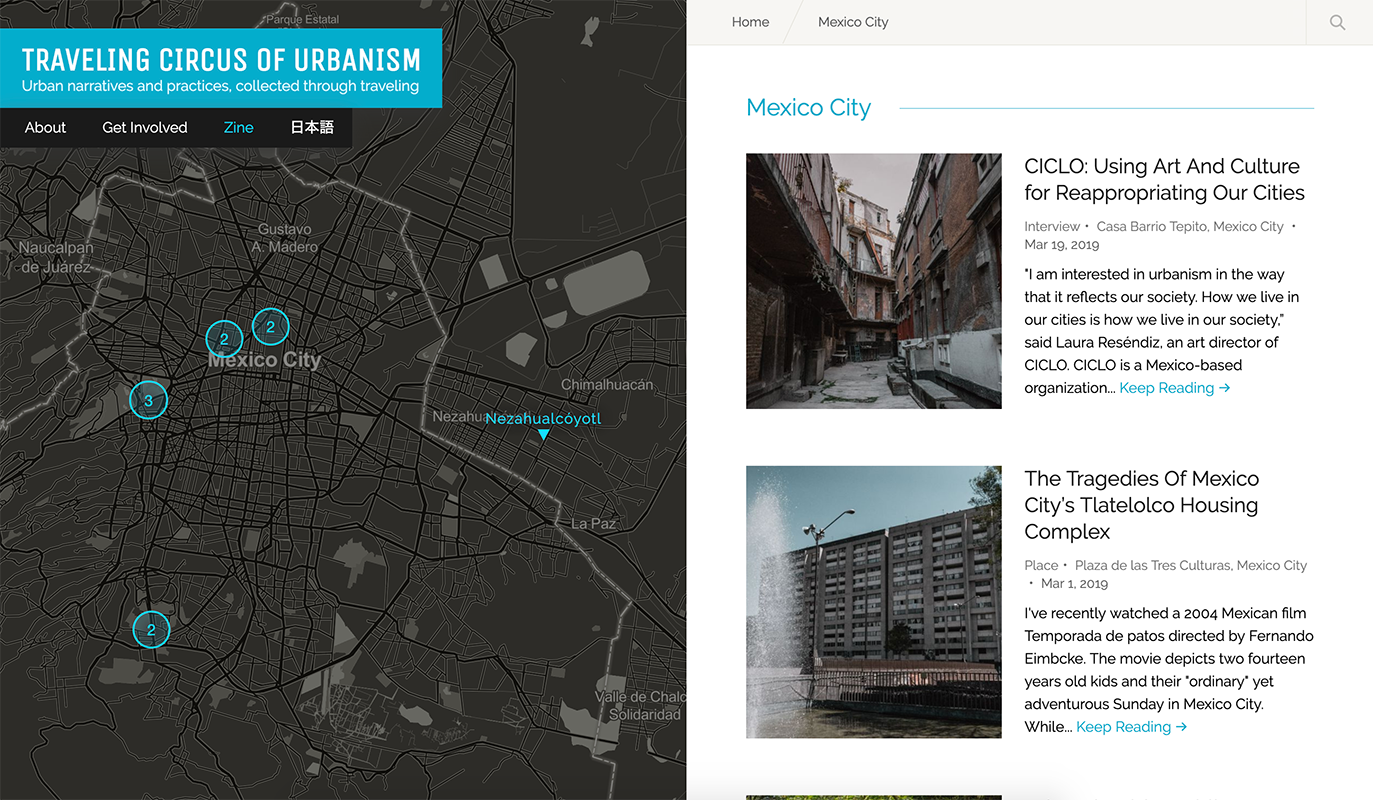 Parque Estatal
TRAVELING CIRCUS OF URBANISM
Urban narratives and practices, collected through traveling
About
Get Involved
Zine
日本語
Gustavo
A. Madero
Naucalpan
de Juárez
2
2
Mexico City
3
Chimalhuacán
Nezahualcóyotl
La Paz
2
Valle de Chalco
Solidaridad
Home
Mexico City
Mexico City
CICLO: Using Art And Culture
for Reappropriating Our Cities
Interview • Casa Barrio Tepito, Mexico City •
Mar 19, 2019
"I am interested in urbanism in the way
that it reflects our society. How we live in
our cities is how we live in our society,”
said Laura Reséndiz, an art director of
CICLO. CICLO is a Mexico-based
organization... Keep Reading →
The Tragedies Of Mexico
City's Tlatelolco Housing
Complex
Place • Plaza de las Tres Culturas, Mexico City
• Mar 1, 2019
I've recently watched a 2004 Mexican film
Temporada de patos directed by Fernando
Eimbcke. The movie depicts two fourteen
years old kids and their "ordinary" yet
adventurous Sunday in Mexico City.
While... Keep Reading →